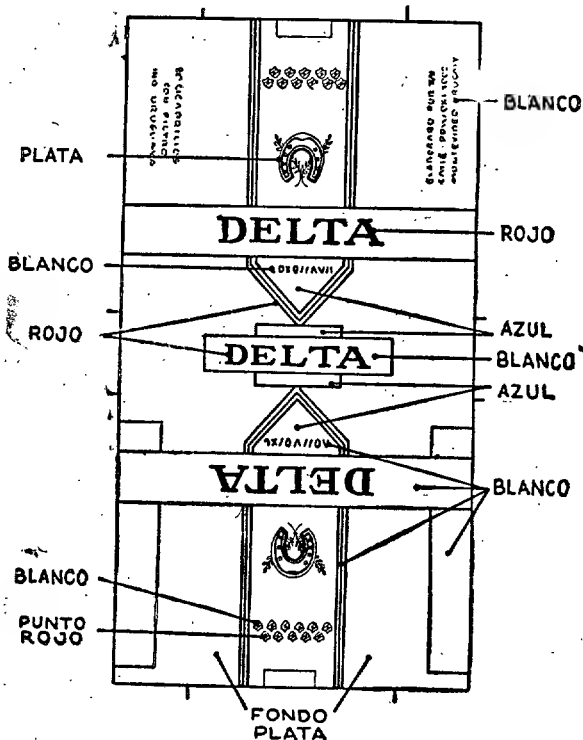 BLANCO
PLATA
DELTA
ROJO
BLANCO
ROJO
AZUL
DELTA
BLANCO
AZUL
BLANCO
DELTA
BLANCO
PUNTO
ROJO
FONDO
PLATA